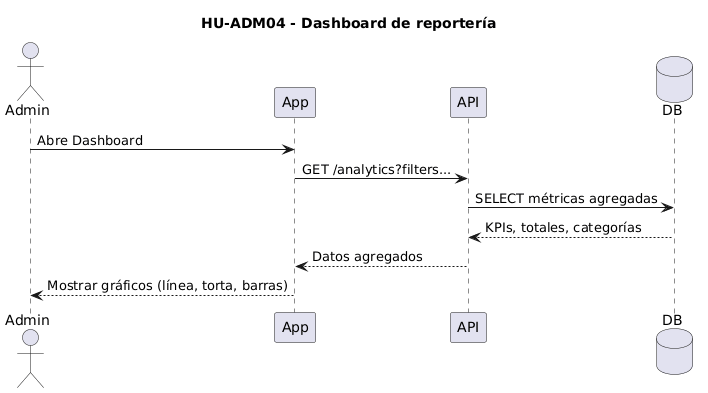 HU-ADM04 - Dashboard de reportería
Admin
App
API
DB
Abre Dashboard
GET /analytics?filters...
SELECT métricas agregadas
KPIs, totales, categorías
Datos agregados
Mostrar gráficos (línea, torta, barras)
Admin
App
API
DB